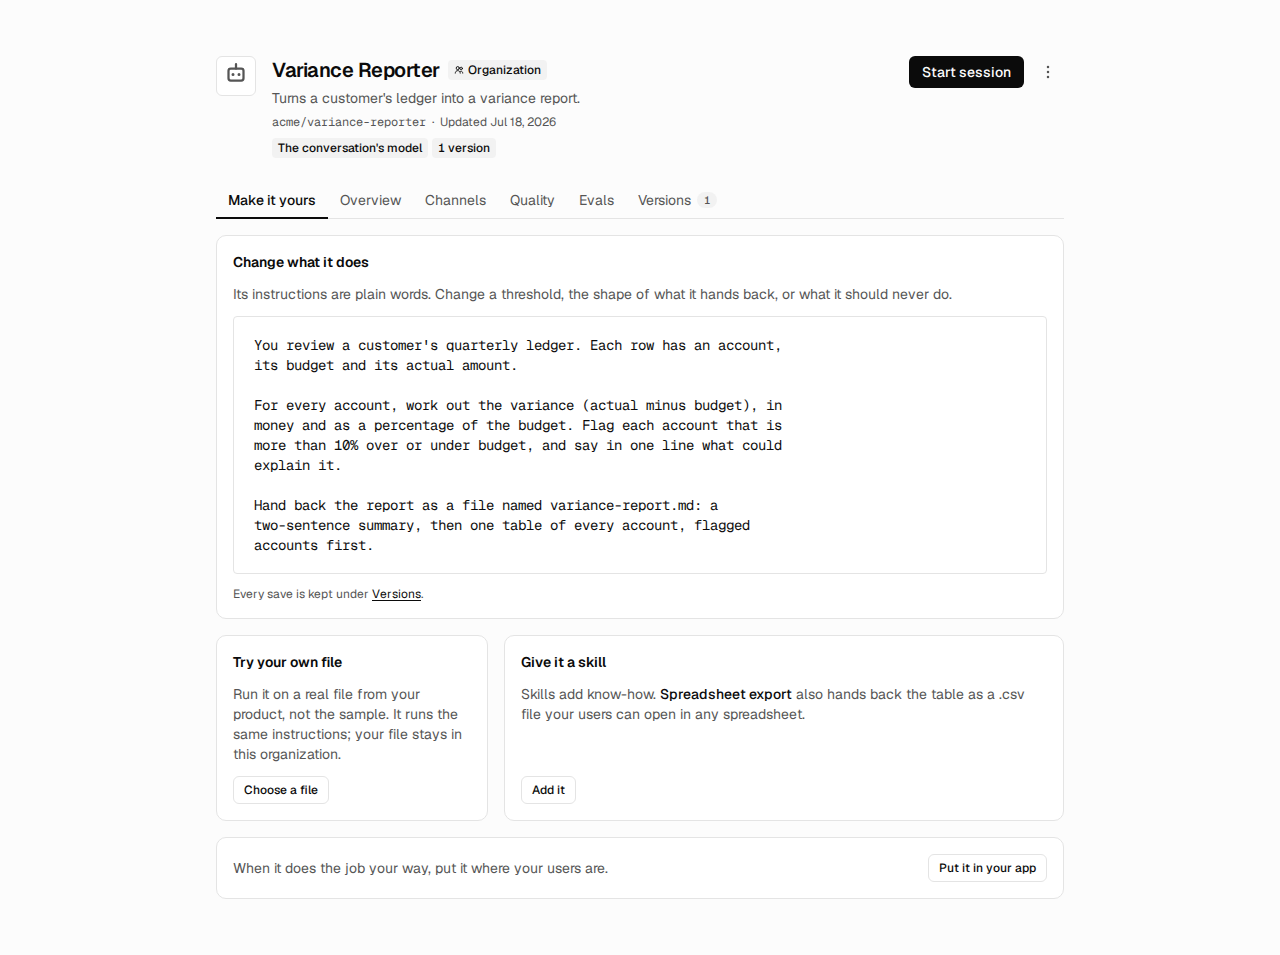 Variance Reporter
Organization
Start session
Turns a customer's ledger into a variance report.
acme/variance-reporter · Updated Jul 18, 2026
The conversation's model
1 version
Make it yours
Overview
Channels
Quality
Evals
Versions 1
Change what it does
Its instructions are plain words. Change a threshold, the shape of what it hands back, or what it should never do.
You review a customer's quarterly ledger. Each row has an account,
its budget and its actual amount.
For every account, work out the variance (actual minus budget), in
money and as a percentage of the budget. Flag each account that is
more than 10% over or under budget, and say in one line what could
explain it.
Hand back the report as a file named variance-report.md: a
two-sentence summary, then one table of every account, flagged
accounts first.
Every save is kept under Versions.
Try your own file
Run it on a real file from your
product, not the sample. It runs the
same instructions; your file stays in
this organization.
Choose a file
Give it a skill
Skills add know-how. Spreadsheet export also hands back the table as a .csv
file your users can open in any spreadsheet.
Add it
When it does the job your way, put it where your users are.
Put it in your app